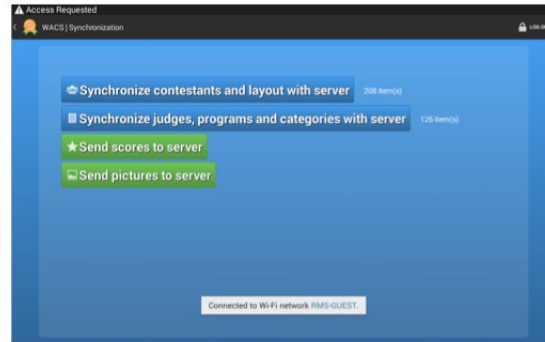 Access Requested
WACS | Synchronization
LOG O
Synchronize contestants and layout with server 208 item(s)
Synchronize judges, programs and categories with server 126 item(s)
Send scores to server
Send pictures to server
Connected to Wi-Fi network RMS-GUEST.